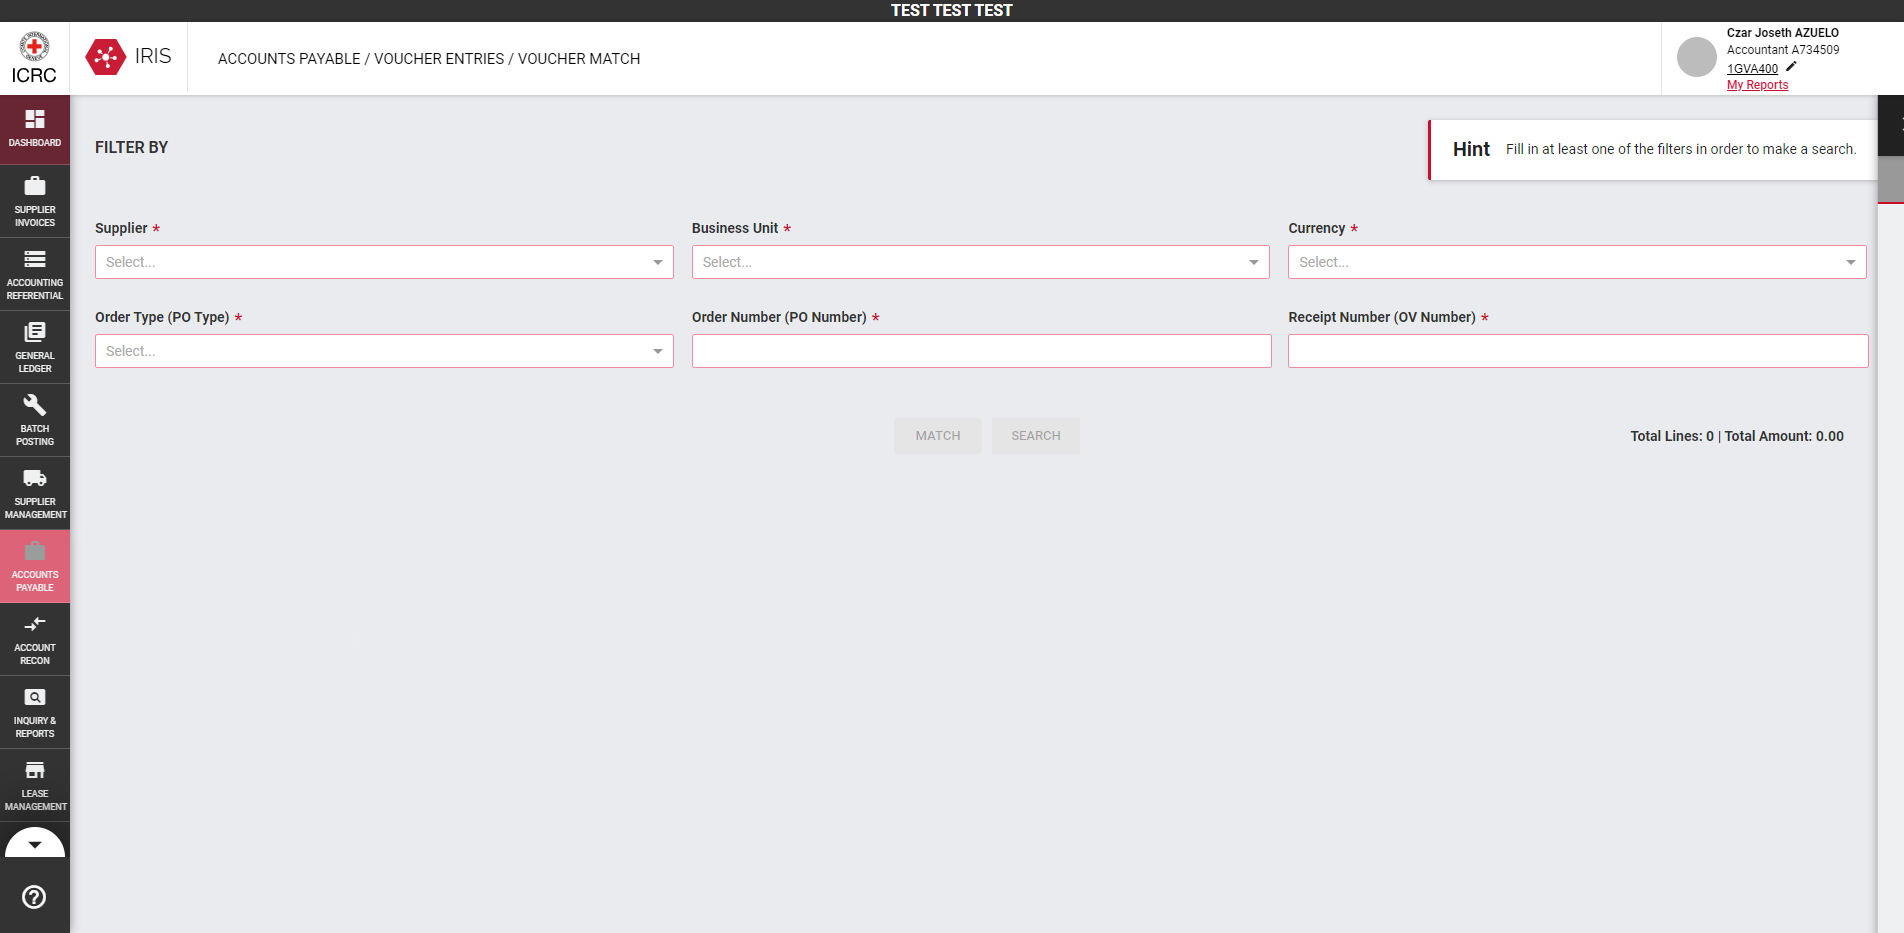 TEST TEST TEST
ICRC
IRIS
ACCOUNTS PAYABLE / VOUCHER ENTRIES / VOUCHER MATCH
Czar Joseth AZUELO
Accountant A734509
1GVA400
My Reports
DASHBOARD
SUPPLIER
INVOICES
ACCOUNTING
REFERENTIAL
GENERAL
LEDGER
BATCH
POSTING
SUPPLIER
MANAGEMENT
ACCOUNTS
PAYABLE
ACCOUNT
RECON
INQUIRY &
REPORTS
LEASE
MANAGEMENT
FILTER BY
Hint Fill in at least one of the filters in order to make a search.
Supplier *
Business Unit *
Currency *
Select...
Select...
Select...
Order Type (PO Type) *
Order Number (PO Number) *
Receipt Number (OV Number) *
Select...
MATCH
SEARCH
Total Lines: 0 | Total Amount: 0.00